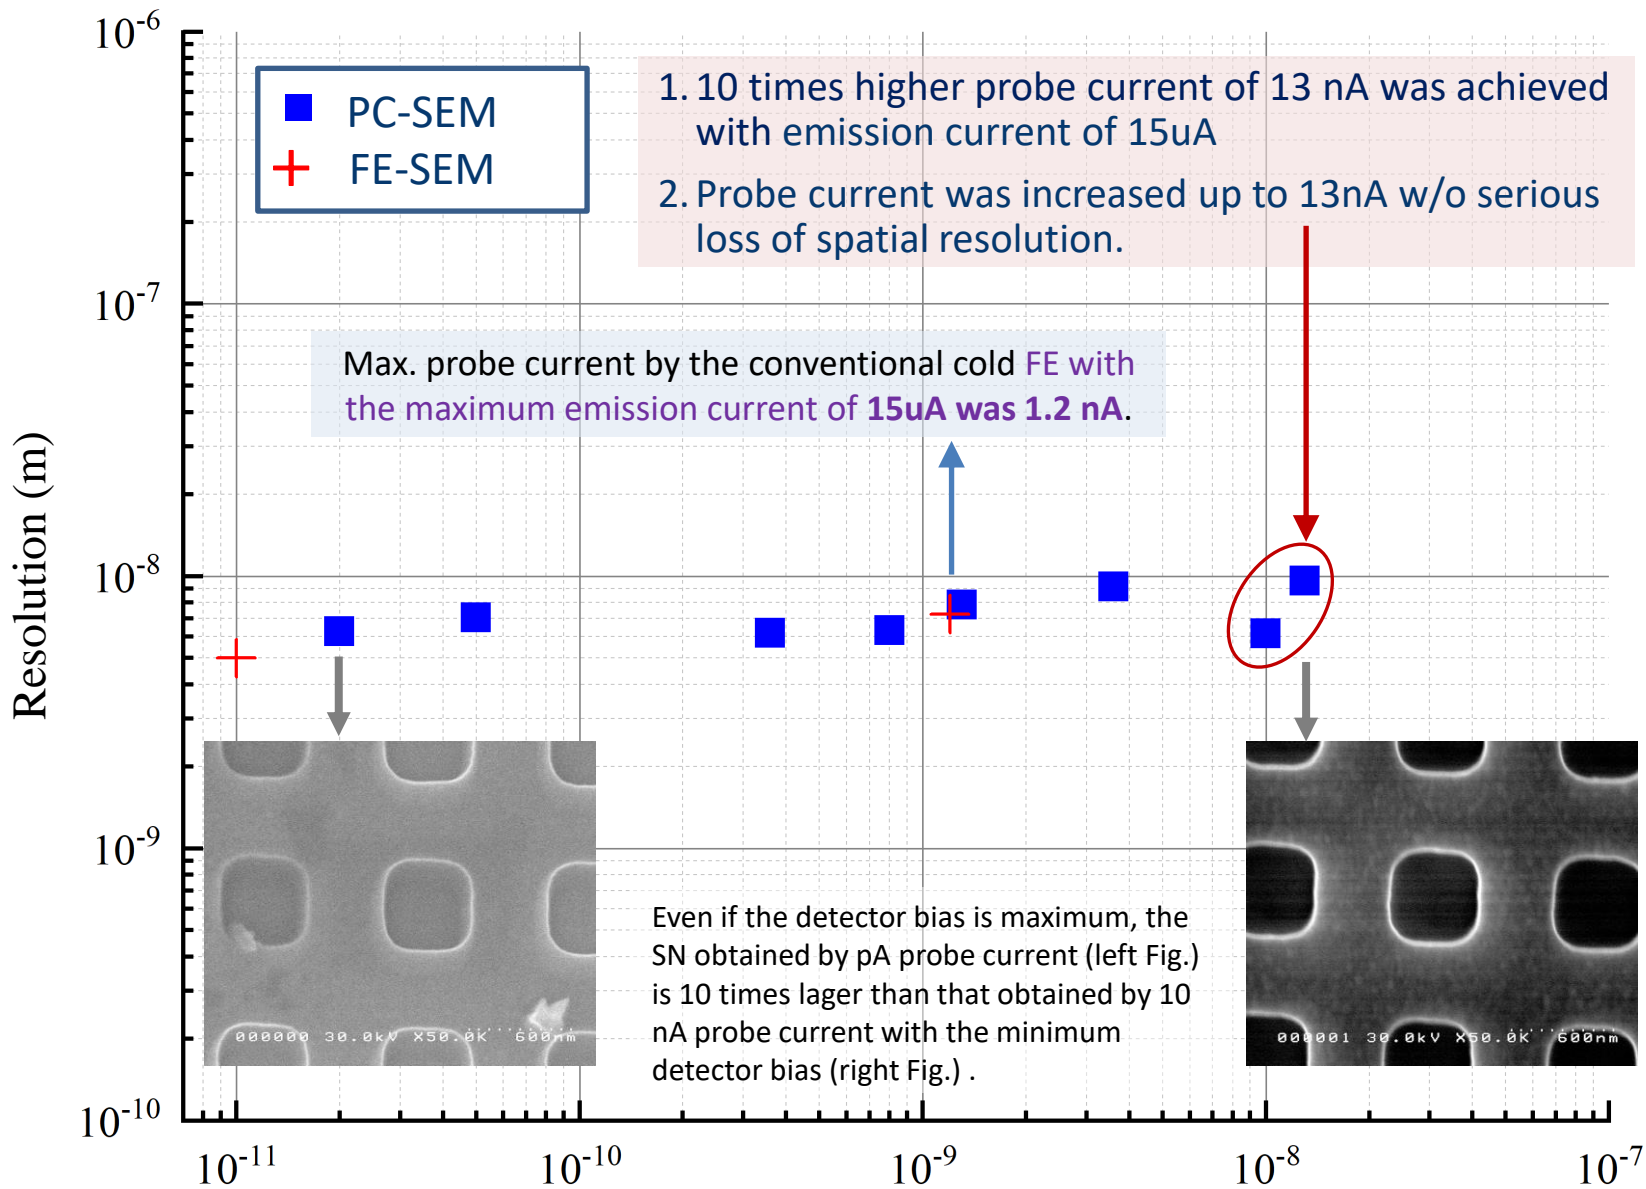 10-6
PC-SEM
FE-SEM
1. 10 times higher probe current of 13 nA was achieved
with emission current of 15uA
2. Probe current was increased up to 13nA w/o serious
loss of spatial resolution.
10-7
Max. probe current by the conventional cold FE with
the maximum emission current of 15uA was 1.2 nA.
Resolution (m)
10-8
10-9
Even if the detector bias is maximum, the
SN obtained by pA probe current (left Fig.)
is 10 times lager than that obtained by 10
nA probe current with the minimum
detector bias (right Fig.) .
000000 30.0kV X50.0K 600nm
000001 30.0kV X50.0K 600nm
10-10
10-11 10-10 10-9 10-8 10-7